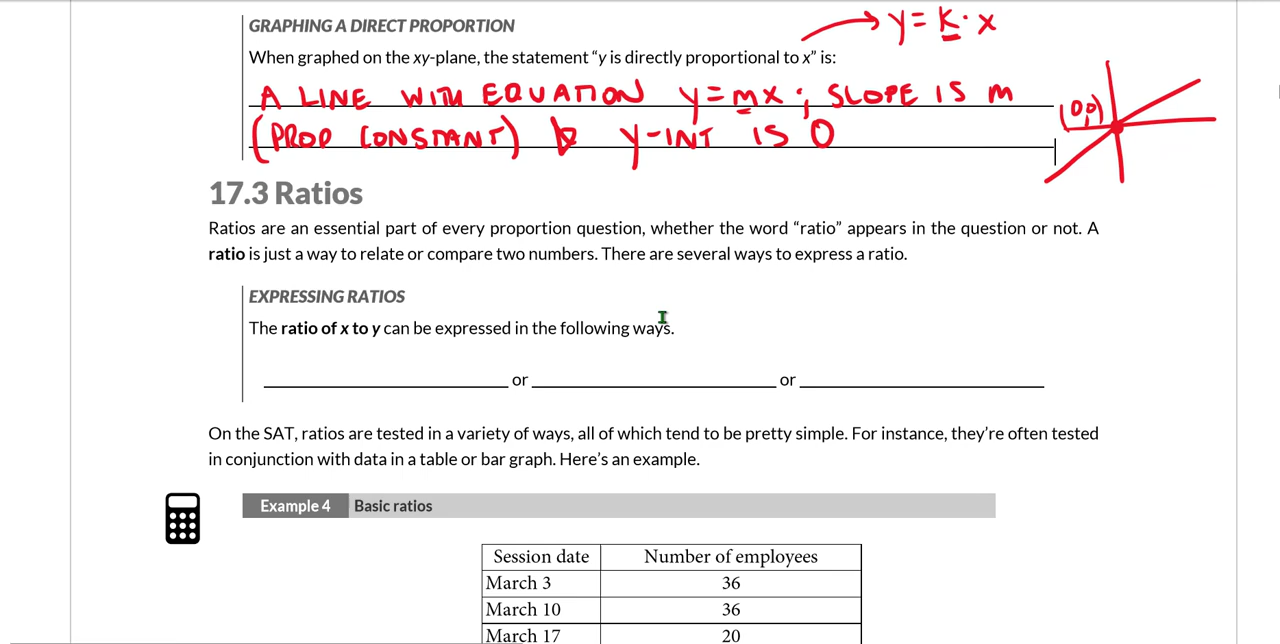 GRAPHING A DIRECT PROPORTION
y = k · x
When graphed on the xy-plane, the statement “y is directly proportional to x” is:
A LINE WITH EQUATION y = mx ; SLOPE IS m
(0,0)
(PROP CONSTANT) & y-INT IS 0
17.3 Ratios
Ratios are an essential part of every proportion question, whether the word “ratio” appears in the question or not. A
ratio is just a way to relate or compare two numbers. There are several ways to express a ratio.
EXPRESSING RATIOS
The ratio of x to y can be expressed in the following ways.
or or
On the SAT, ratios are tested in a variety of ways, all of which tend to be pretty simple. For instance, they’re often tested
in conjunction with data in a table or bar graph. Here’s an example.
Example 4 Basic ratios
Session date Number of employees
March 3 36
March 10 36
March 17 20